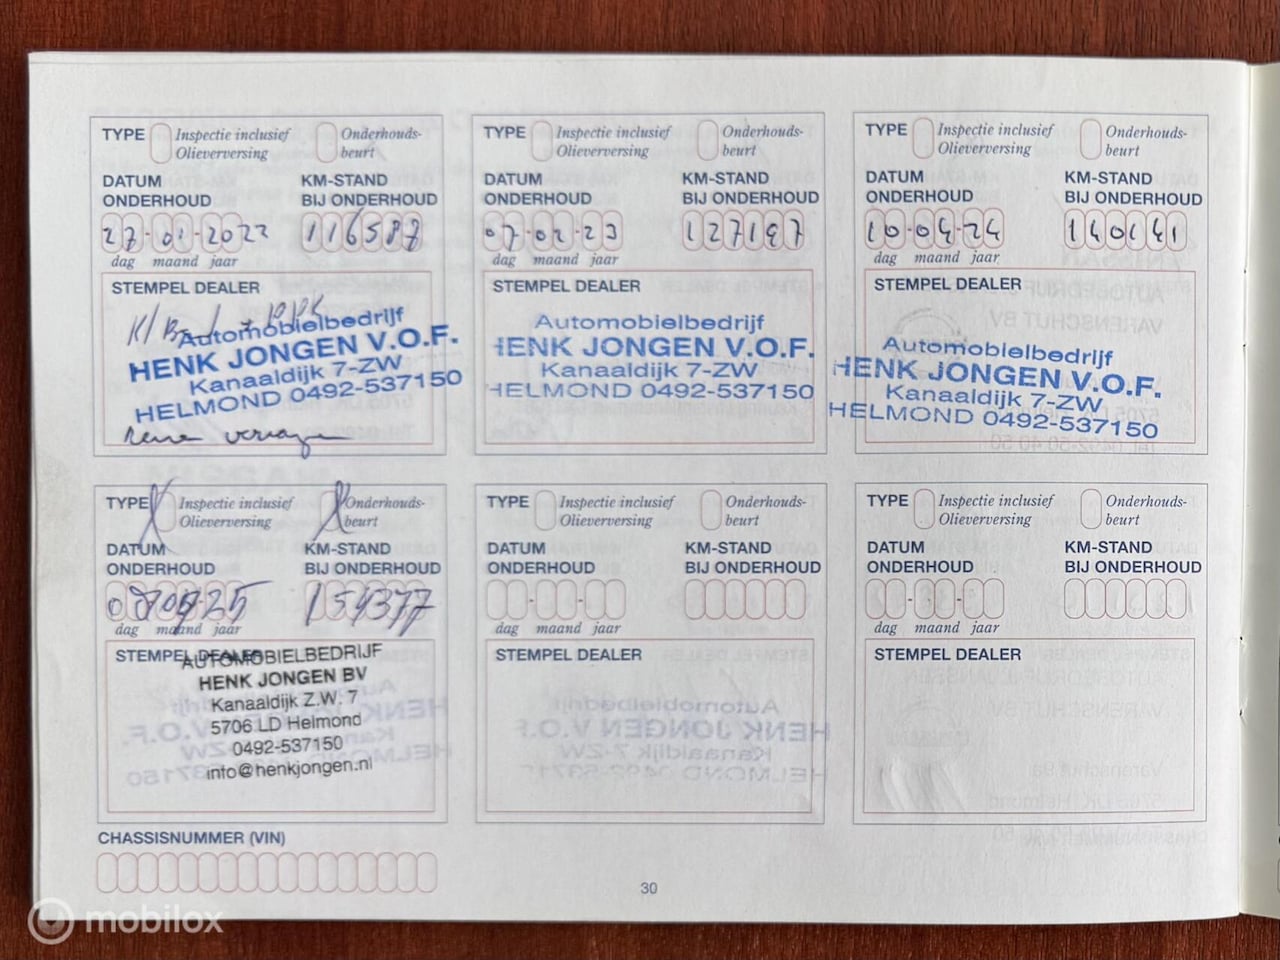 TYPE Inspectie inclusief Olieverversing Onderhouds-beurt
DATUM ONDERHOUD KM-STAND BIJ ONDERHOUD
27-01-2022 116587
dag maand jaar
STEMPEL DEALER
Automobielbedrijf
HENK JONGEN V.O.F.
Kanaaldijk 7-ZW
HELMOND 0492-537150
TYPE Inspectie inclusief Olieverversing Onderhouds-beurt
DATUM ONDERHOUD KM-STAND BIJ ONDERHOUD
07-02-23 127197
dag maand jaar
STEMPEL DEALER
Automobielbedrijf
HENK JONGEN V.O.F.
Kanaaldijk 7-ZW
HELMOND 0492-537150
TYPE Inspectie inclusief Olieverversing Onderhouds-beurt
DATUM ONDERHOUD KM-STAND BIJ ONDERHOUD
10-04-24
dag maand jaar
STEMPEL DEALER
Automobielbedrijf
HENK JONGEN V.O.F.
Kanaaldijk 7-ZW
HELMOND 0492-537150
TYPE Inspectie inclusief Olieverversing Onderhouds-beurt
DATUM ONDERHOUD KM-STAND BIJ ONDERHOUD
154377
dag maand jaar
STEMPEL DEALER
AUTOMOBIELBEDRIJF
HENK JONGEN BV
Kanaaldijk Z.W. 7
5706 LD Helmond
0492-537150
info@henkjongen.nl
TYPE Inspectie inclusief Olieverversing Onderhouds-beurt
DATUM ONDERHOUD KM-STAND BIJ ONDERHOUD
dag maand jaar
STEMPEL DEALER
TYPE Inspectie inclusief Olieverversing Onderhouds-beurt
DATUM ONDERHOUD KM-STAND BIJ ONDERHOUD
dag maand jaar
STEMPEL DEALER
CHASSISNUMMER (VIN)
30
mobilox